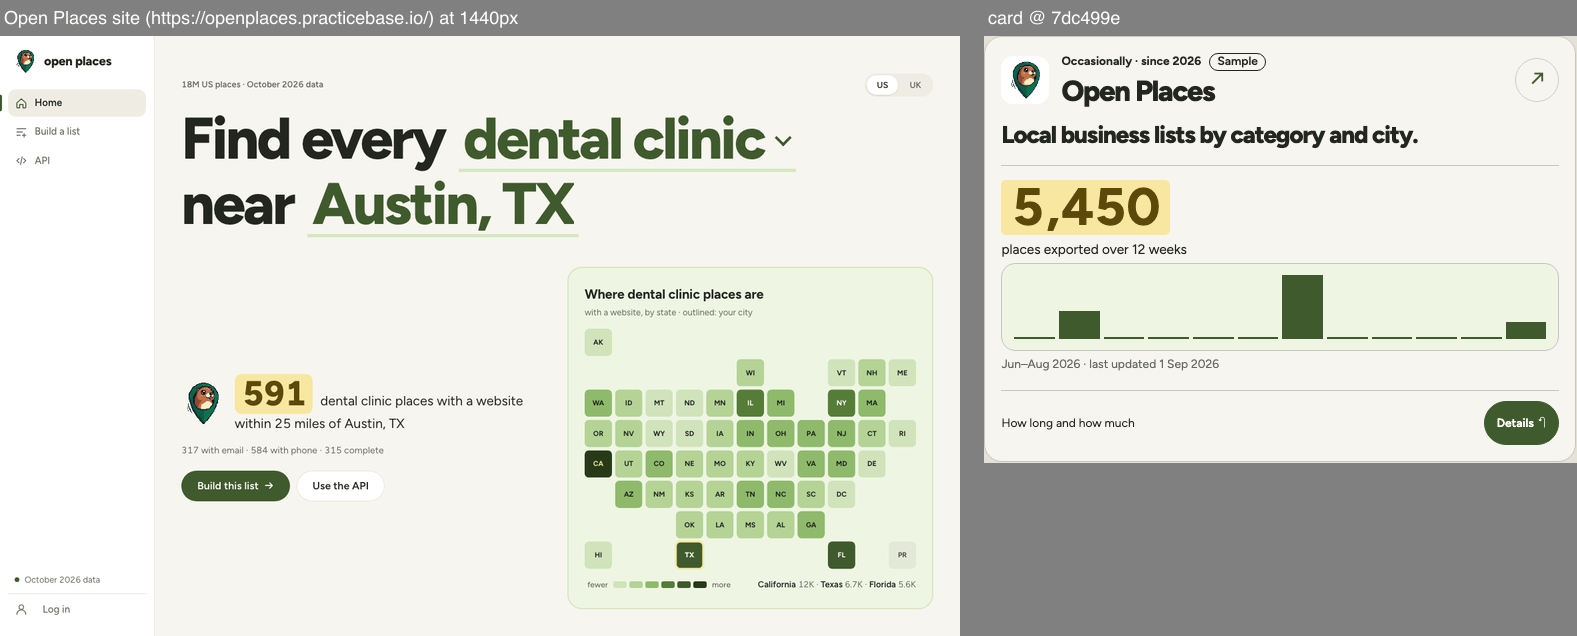 Open Places site (https://openplaces.practicebase.io/) at 1440px
open places
Home
Build a list
API
October 2026 data
Log in
18M US places · October 2026 data
US UK
Find every dental clinic
near Austin, TX
591 dental clinic places with a website
within 25 miles of Austin, TX
317 with email · 584 with phone · 315 complete
Build this list →
Use the API
Where dental clinic places are
with a website, by state · outlined: your city
AK
WI VT NH ME
WA ID MT ND MN IL MI NY MA
OR NV WY SD IA IN OH PA NJ CT RI
CA UT CO NE MO KY WV VA MD DE
AZ NM KS AR TN NC SC DC
OK LA MS AL GA
HI TX FL PR
fewer more California 12K · Texas 6.7K · Florida 5.6K
card @ 7dc499e
Occasionally · since 2026 Sample
Open Places
Local business lists by category and city.
5,450
places exported over 12 weeks
Jun–Aug 2026 · last updated 1 Sep 2026
How long and how much
Details